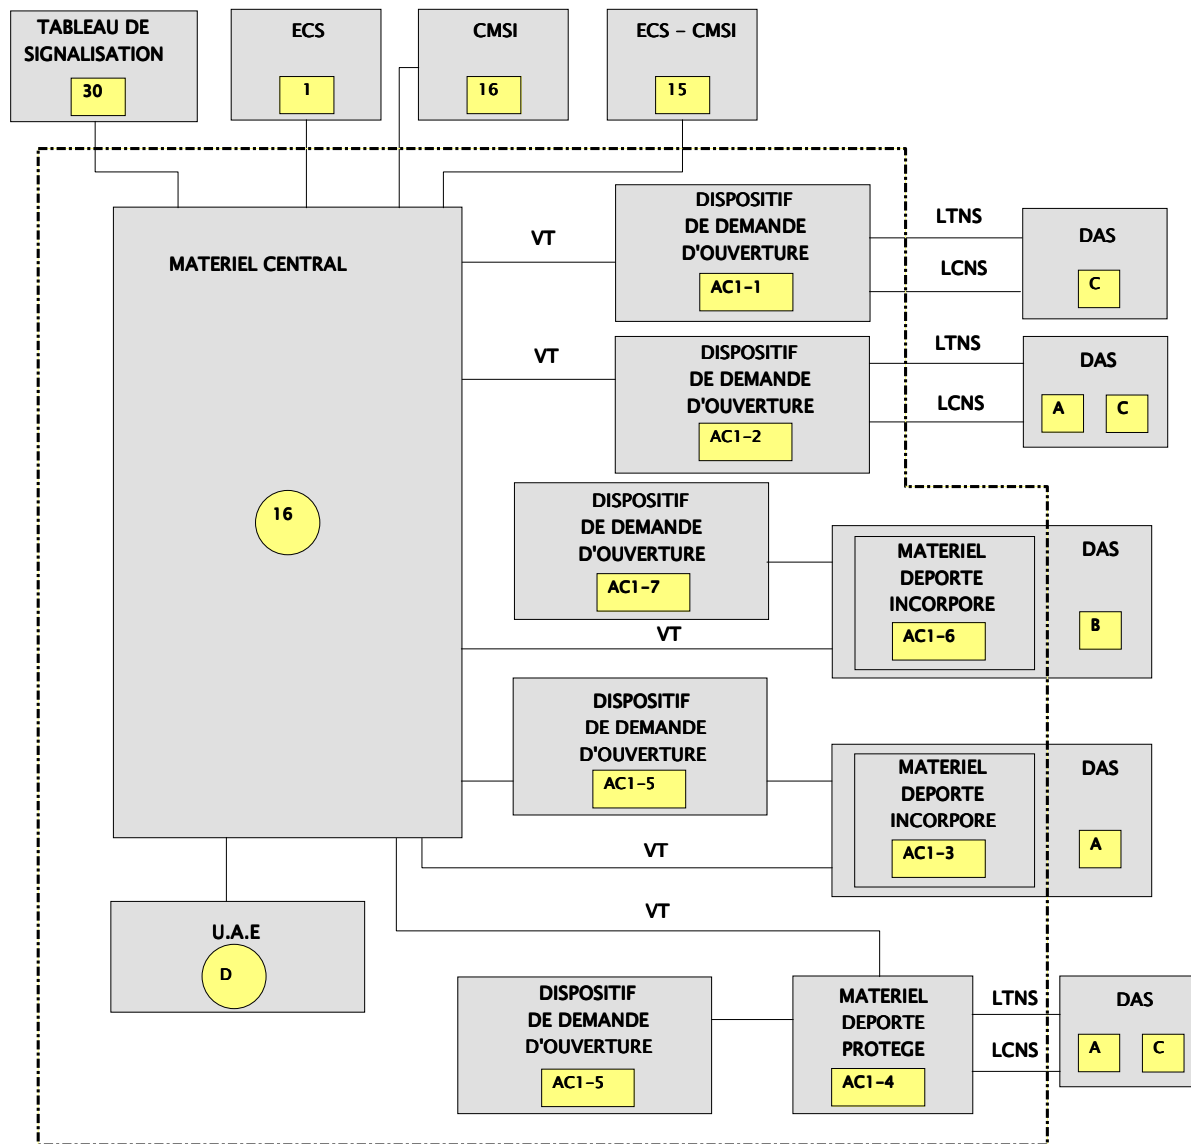 TABLEAU DE
SIGNALISATION
30
ECS
1
CMSI
16
ECS – CMSI
15
MATERIEL CENTRAL
16
VT
DISPOSITIF
DE DEMANDE
D'OUVERTURE
AC1-1
LTNS
LCNS
DAS
C
VT
DISPOSITIF
DE DEMANDE
D'OUVERTURE
AC1-2
LTNS
LCNS
DAS
A
C
DISPOSITIF
DE DEMANDE
D'OUVERTURE
AC1-7
VT
MATERIEL
DEPORTE
INCORPORE
AC1-6
DAS
B
DISPOSITIF
DE DEMANDE
D'OUVERTURE
AC1-5
VT
MATERIEL
DEPORTE
INCORPORE
AC1-3
DAS
A
U.A.E
D
VT
DISPOSITIF
DE DEMANDE
D'OUVERTURE
AC1-5
MATERIEL
DEPORTE
PROTEGE
AC1-4
LTNS
LCNS
DAS
A
C